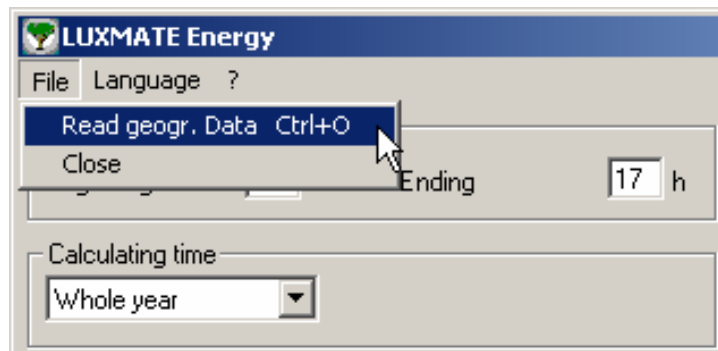 LUXMATE Energy
File Language ?
Read geogr. Data Ctrl+O
Close
Ending 17 h
Calculating time
Whole year